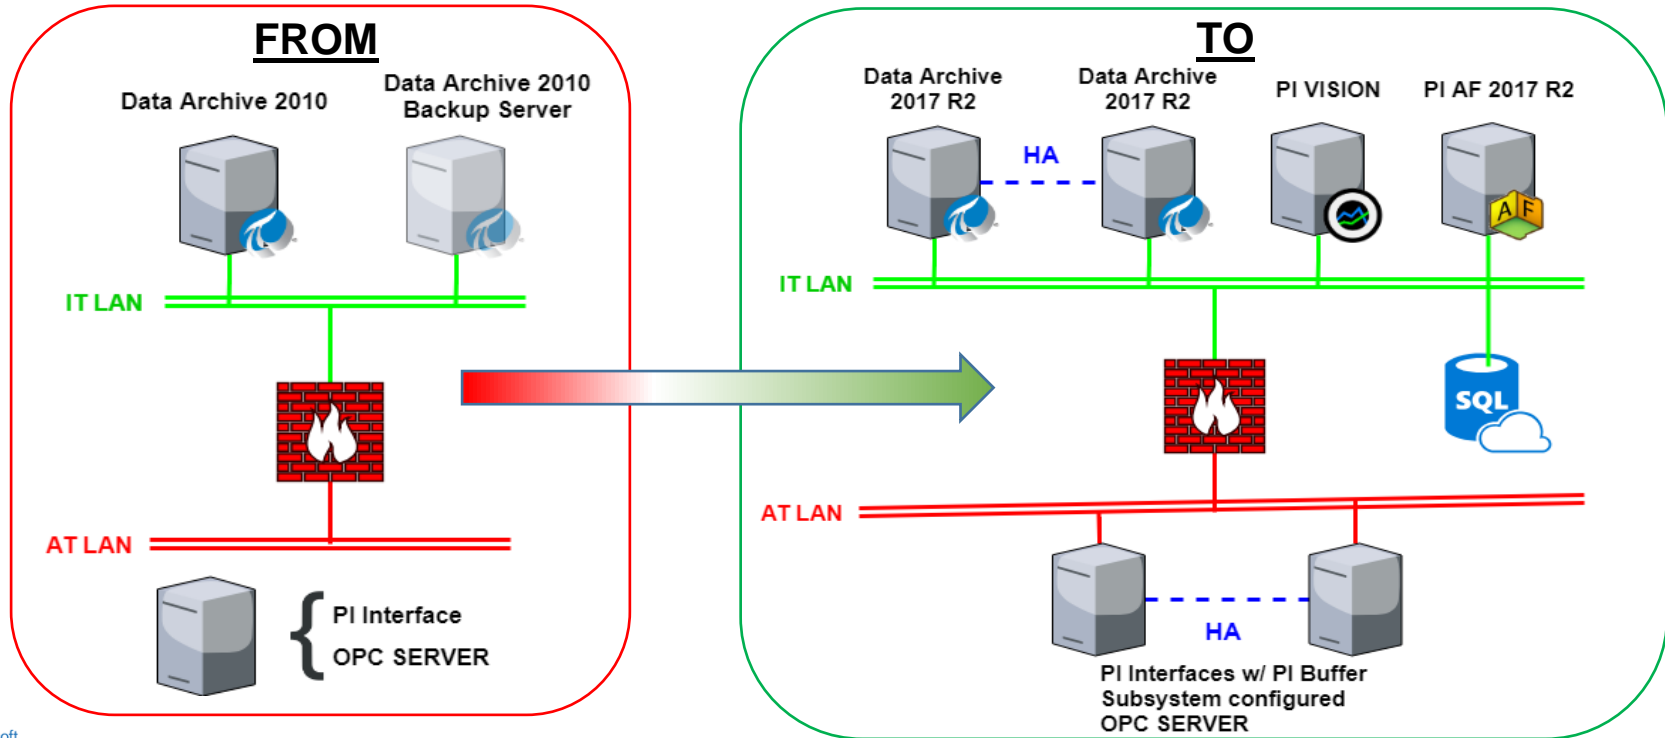 FROM
Data Archive 2010
Data Archive 2010
Backup Server
IT LAN
AT LAN
PI Interface
OPC SERVER
TO
Data Archive
2017 R2
Data Archive
2017 R2
PI VISION
PI AF 2017 R2
HA
A F
IT LAN
SQL
AT LAN
HA
PI Interfaces w/ PI Buffer
Subsystem configured
OPC SERVER
oft